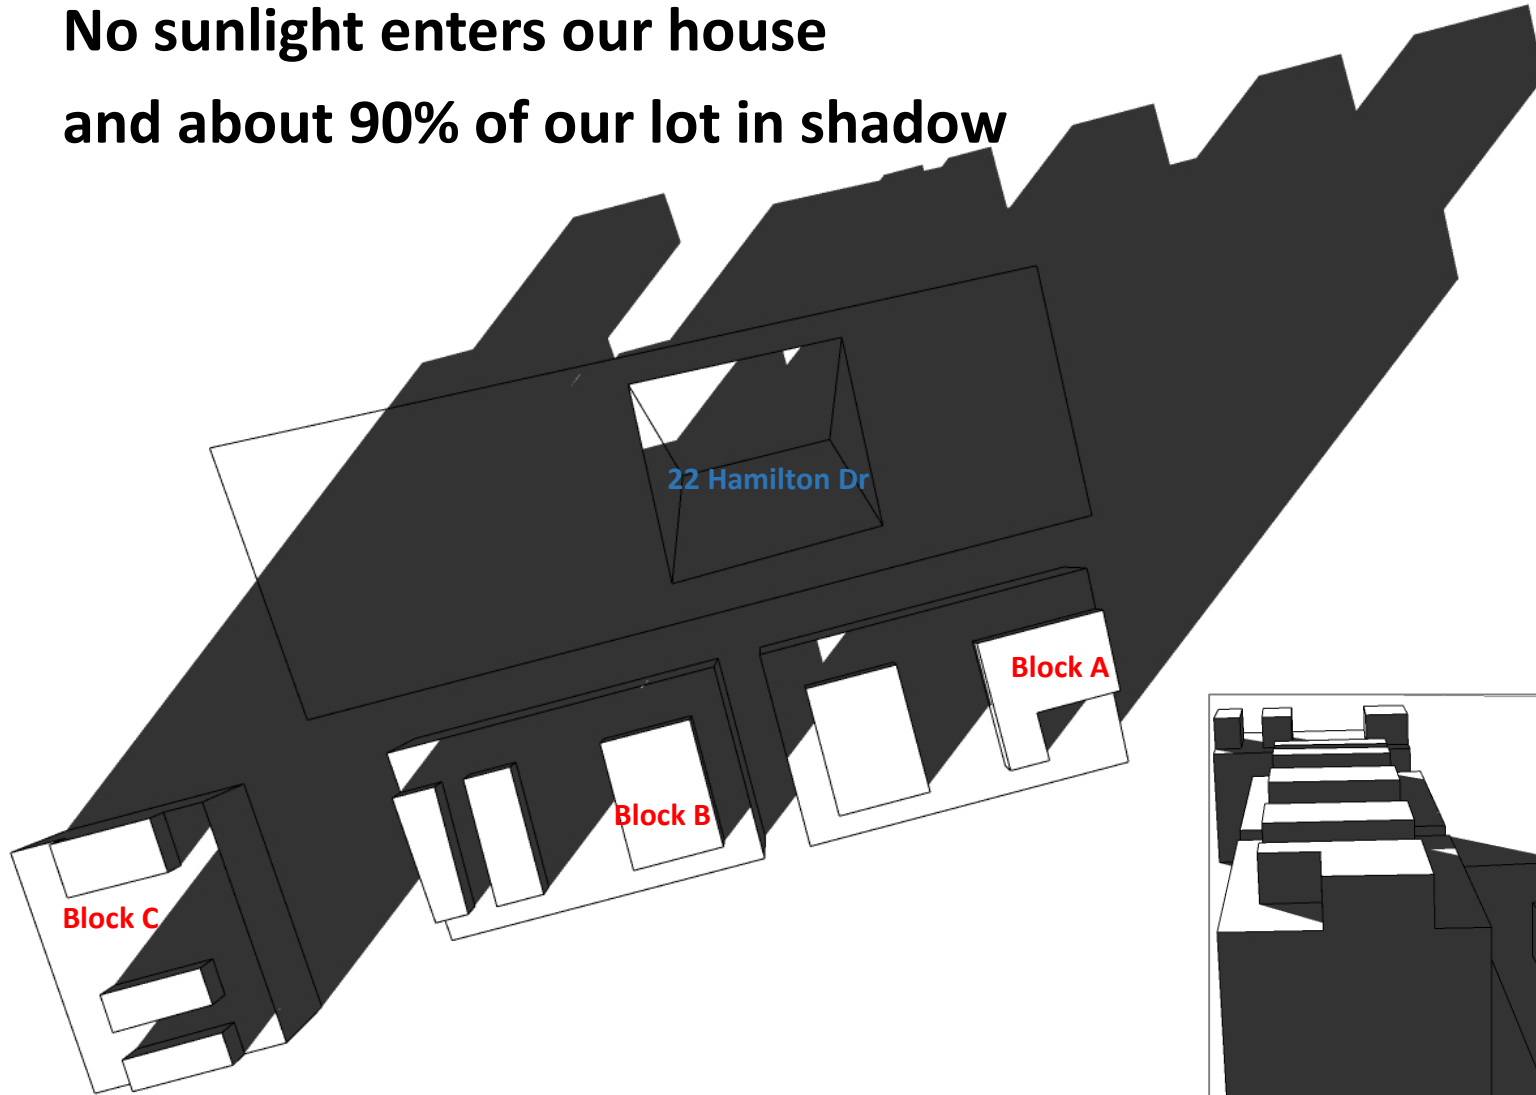 No sunlight enters our house
and about 90% of our lot in shadow
22 Hamilton Dr
Block A
Block B
Block C